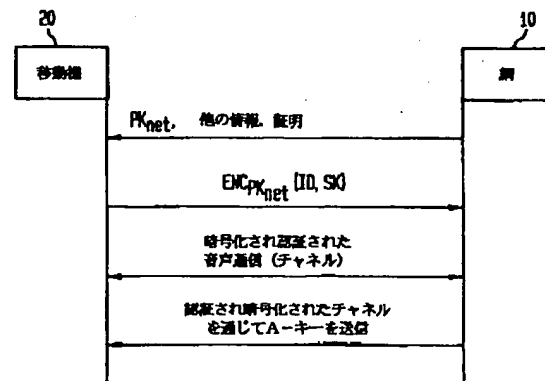 20
10
移動機
網
PKnet, 他の情報, 証明
ENCPKnet {ID, SK}
暗号化され認証された
音声通信 (チャネル)
認証され暗号化されたチャネル
を通じてA-キーを送信